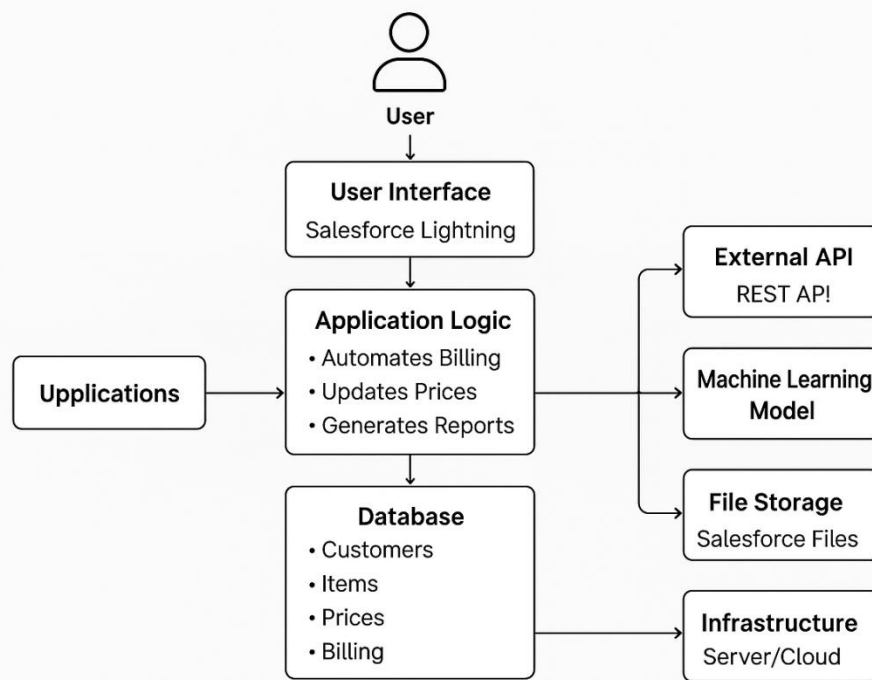 User
User Interface
Salesforce Lightning
External API
REST AP!
Application Logic
• Automates Billing
• Updates Prices
• Generates Reports
Upplications
Machine Learning
Model
Database
• Customers
• Items
• Prices
• Billing
File Storage
Salesforce Files
Infrastructure
Server/Cloud